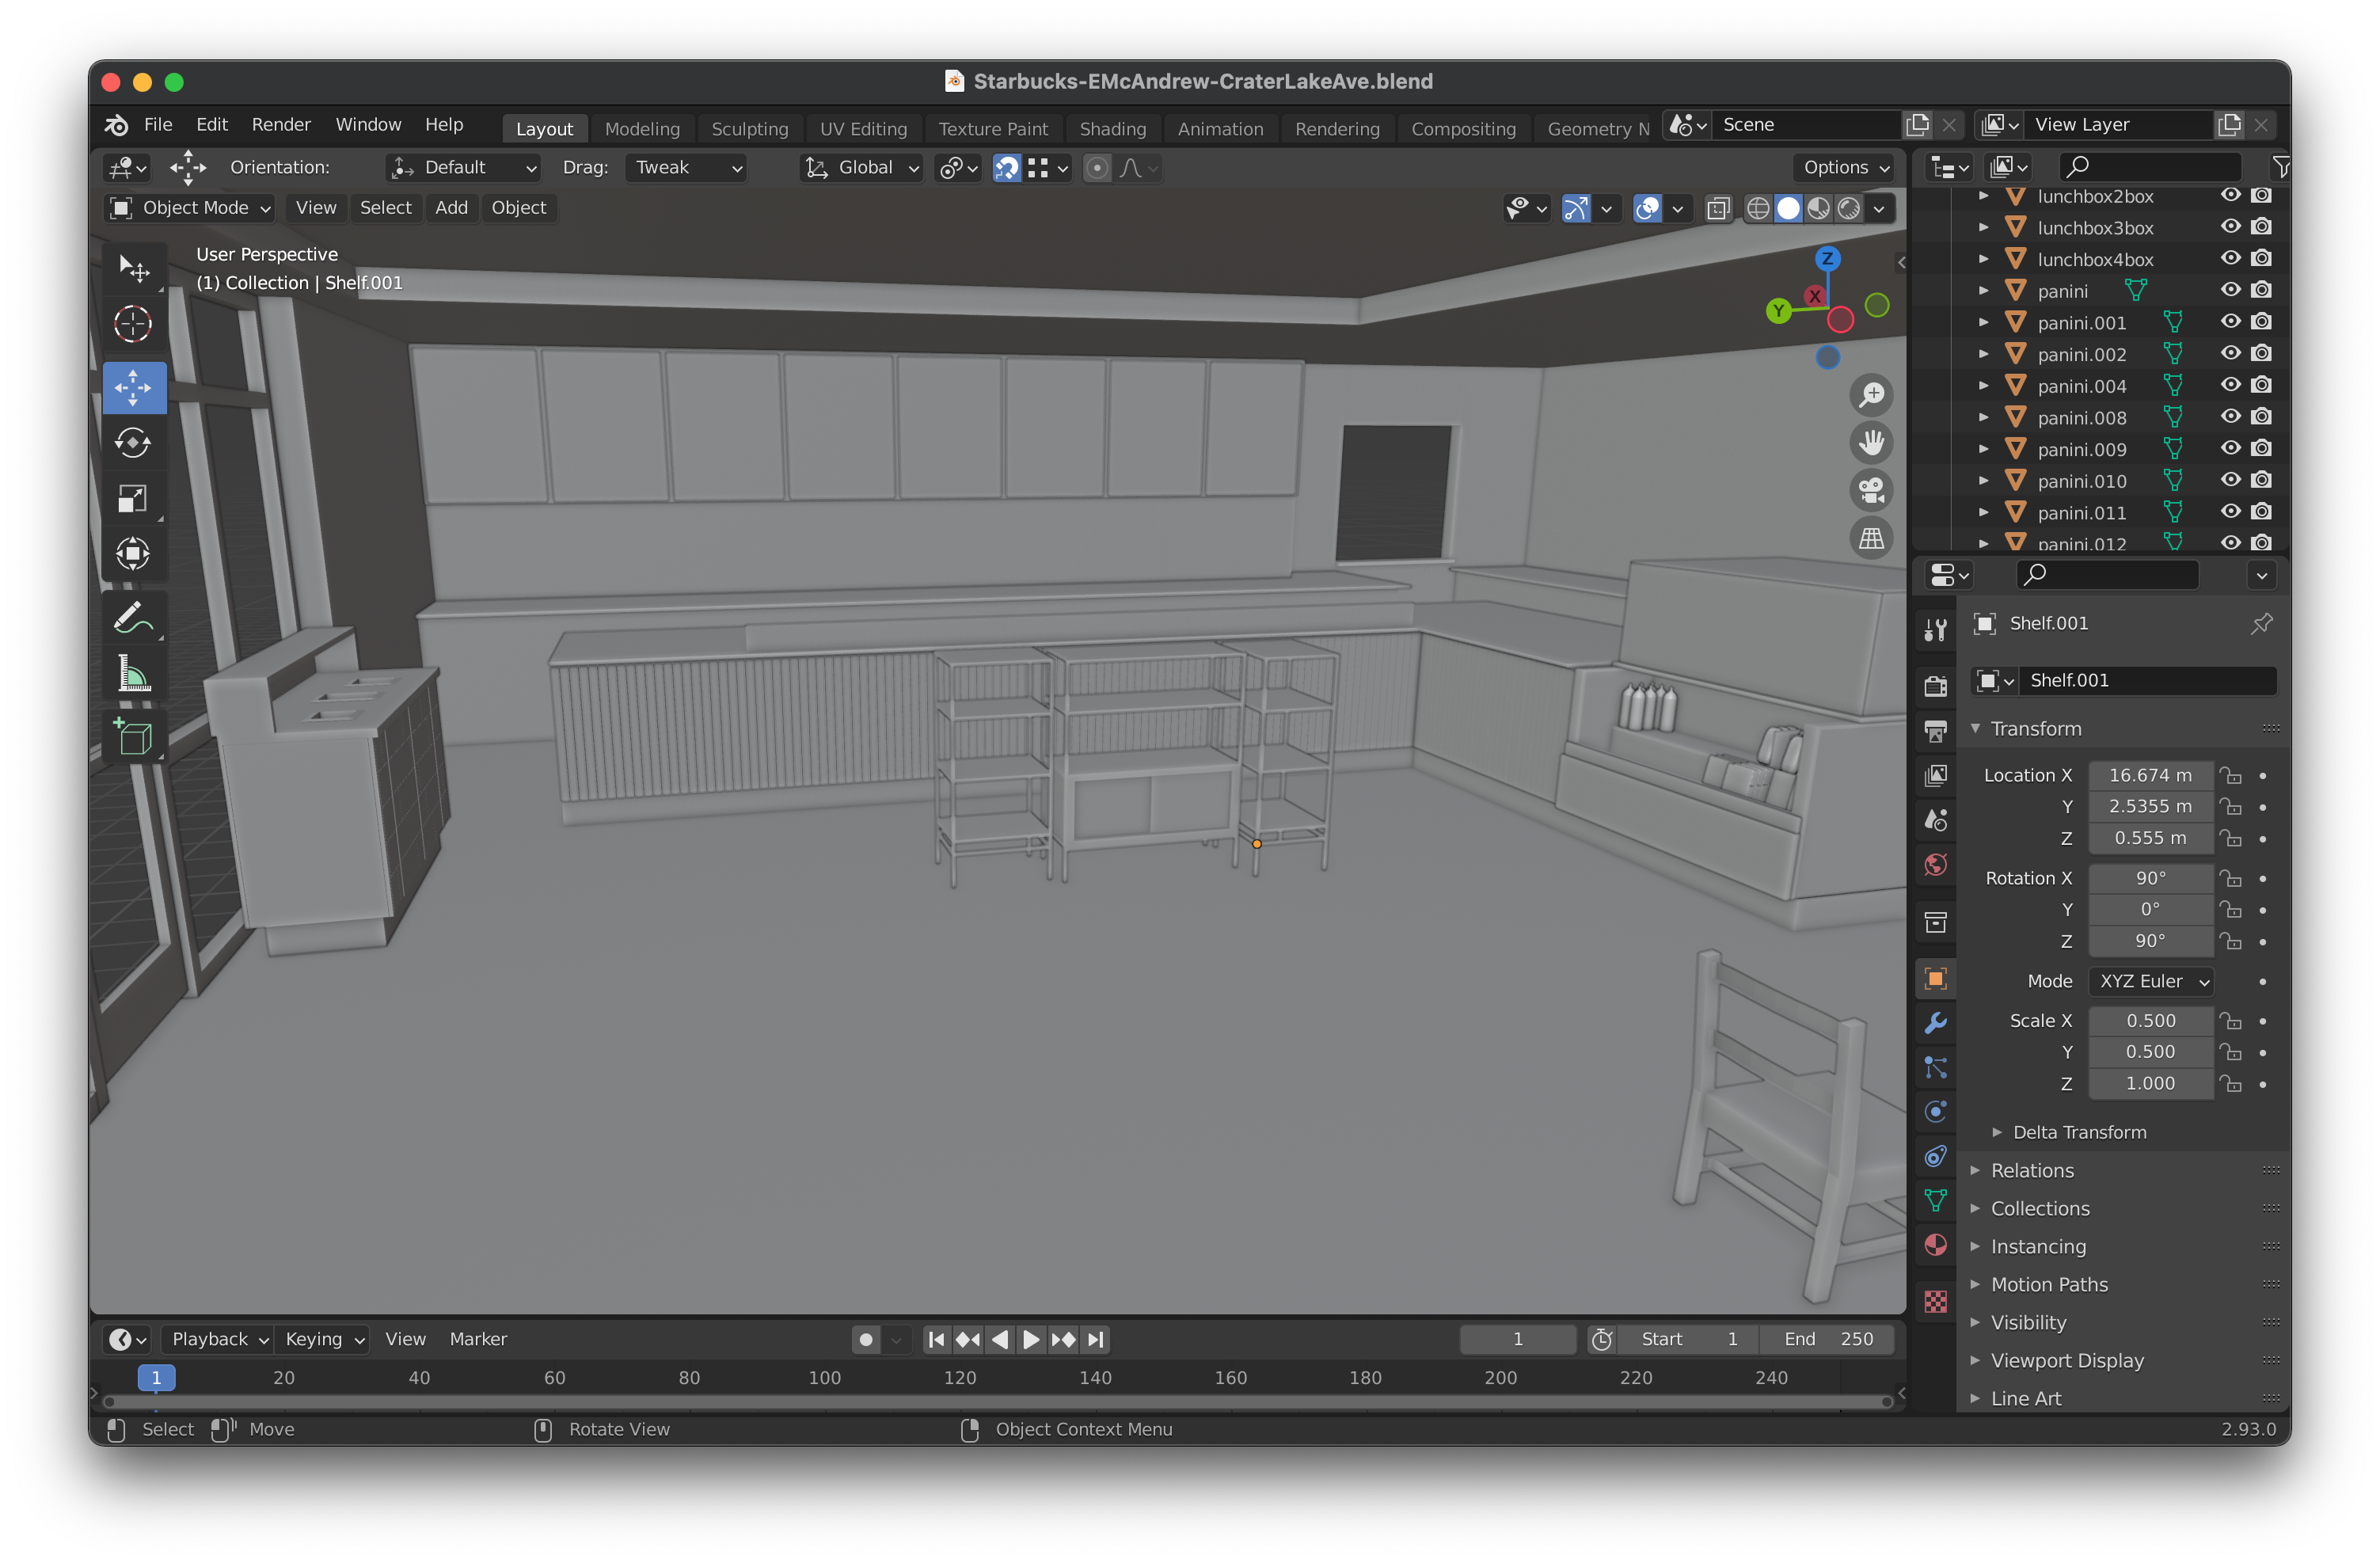 Starbucks-EMcAndrew-CraterLakeAve.blend
File Edit Render Window Help Layout Modeling Sculpting UV Editing Texture Paint Shading Animation Rendering Compositing Geometry N Scene View Layer
Orientation: Default Drag: Tweak Global Options
Object Mode View Select Add Object
User Perspective
(1) Collection | Shelf.001
Z
X
Y
lunchbox2box
lunchbox3box
lunchbox4box
panini
panini.001
panini.002
panini.004
panini.008
panini.009
panini.010
panini.011
panini.012
Shelf.001
Shelf.001
Transform
Location X 16.674 m
Y 2.5355 m
Z 0.555 m
Rotation X 90°
Y 0°
Z 90°
Mode XYZ Euler
Scale X 0.500
Y 0.500
Z 1.000
Delta Transform
Relations
Collections
Instancing
Motion Paths
Visibility
Viewport Display
Line Art
Playback Keying View Marker 1 Start 1 End 250
1 20 40 60 80 100 120 140 160 180 200 220 240
Select Move Rotate View Object Context Menu 2.93.0